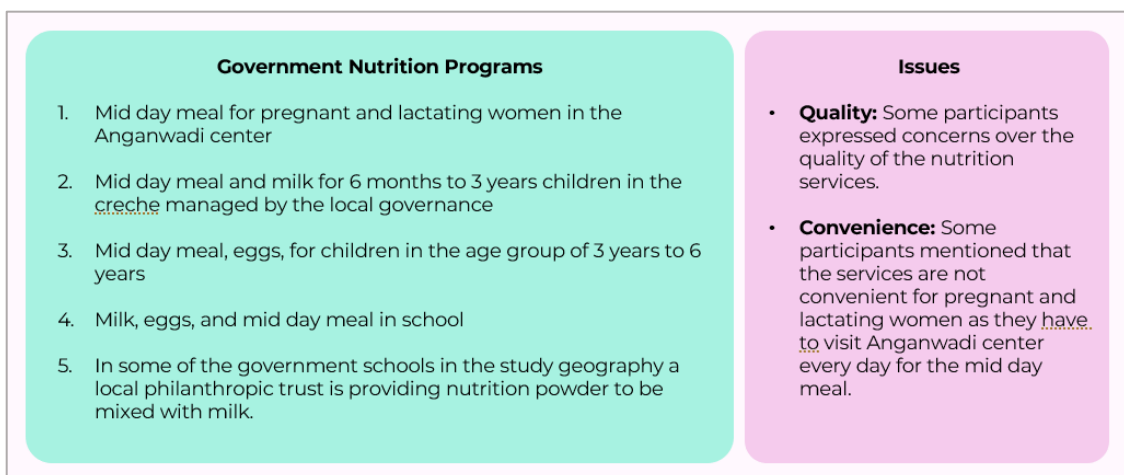 Government Nutrition Programs
1. Mid day meal for pregnant and lactating women in the
Anganwadi center
2. Mid day meal and milk for 6 months to 3 years children in the
creche managed by the local governance
3. Mid day meal, eggs, for children in the age group of 3 years to 6
years
4. Milk, eggs, and mid day meal in school
5. In some of the government schools in the study geography a
local philanthropic trust is providing nutrition powder to be
mixed with milk.
Issues
• Quality: Some participants
expressed concerns over the
quality of the nutrition
services.
• Convenience: Some
participants mentioned that
the services are not
convenient for pregnant and
lactating women as they have
to visit Anganwadi center
every day for the mid day
meal.